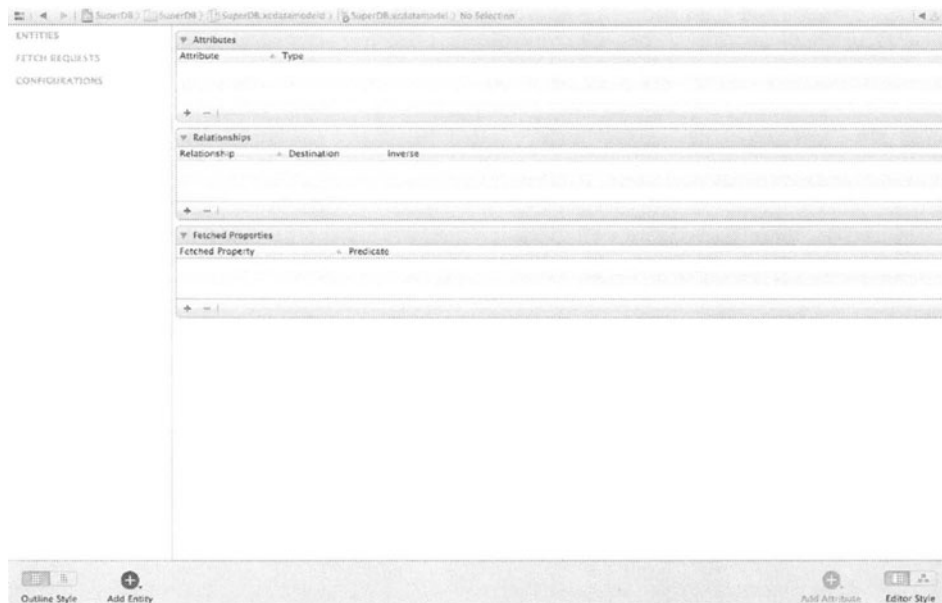 SuperDB SuperDB SuperDB.xcdatamodeld SuperDB.xcdatamodel No Selection
ENTITIES
FETCH REQUESTS
CONFIGURATIONS
Attributes
Attribute Type
+ −
Relationships
Relationship Destination Inverse
+ −
Fetched Properties
Fetched Property Predicate
+ −
Outline Style Add Entity Add Attribute Editor Style